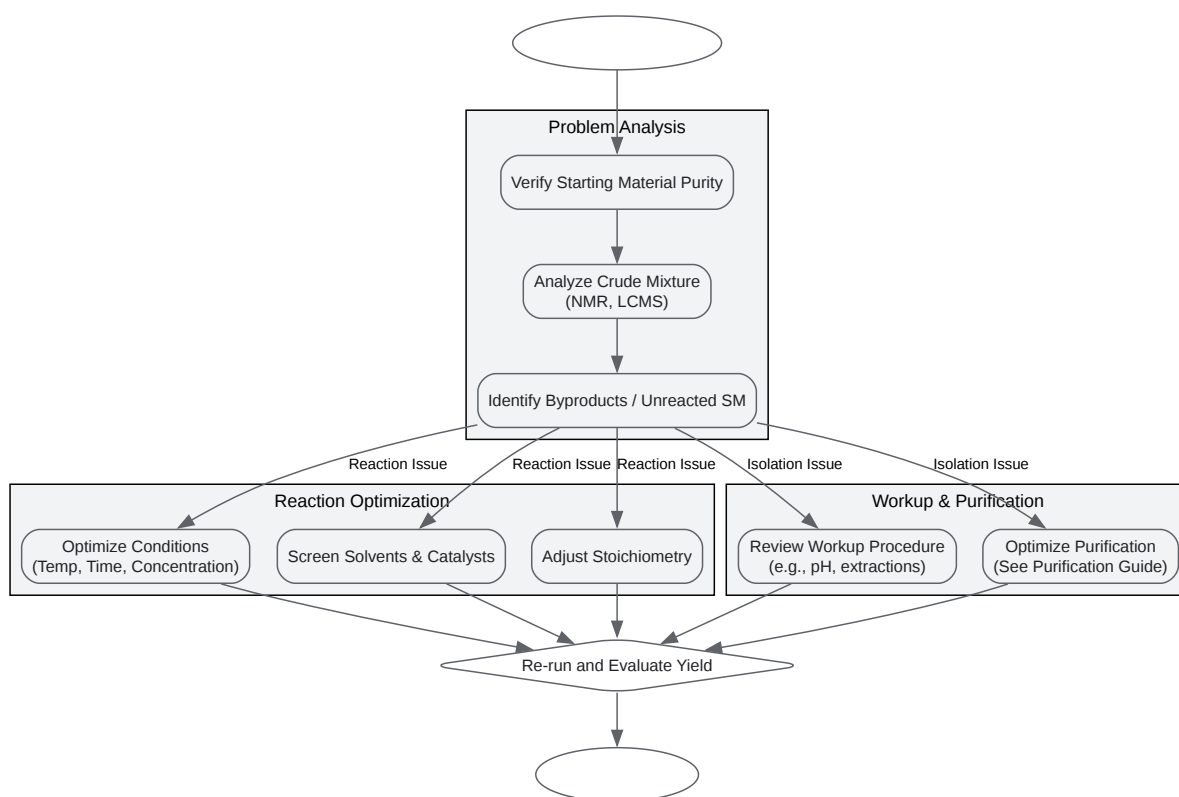 Problem Analysis
Verify Starting Material Purity
Analyze Crude Mixture
(NMR, LCMS)
Identify Byproducts / Unreacted SM
Reaction Issue
Reaction Issue
Reaction Issue
Isolation Issue
Isolation Issue
Reaction Optimization
Workup & Purification
Optimize Conditions
(Temp, Time, Concentration)
Screen Solvents & Catalysts
Adjust Stoichiometry
Review Workup Procedure
(e.g., pH, extractions)
Optimize Purification
(See Purification Guide)
Re-run and Evaluate Yield